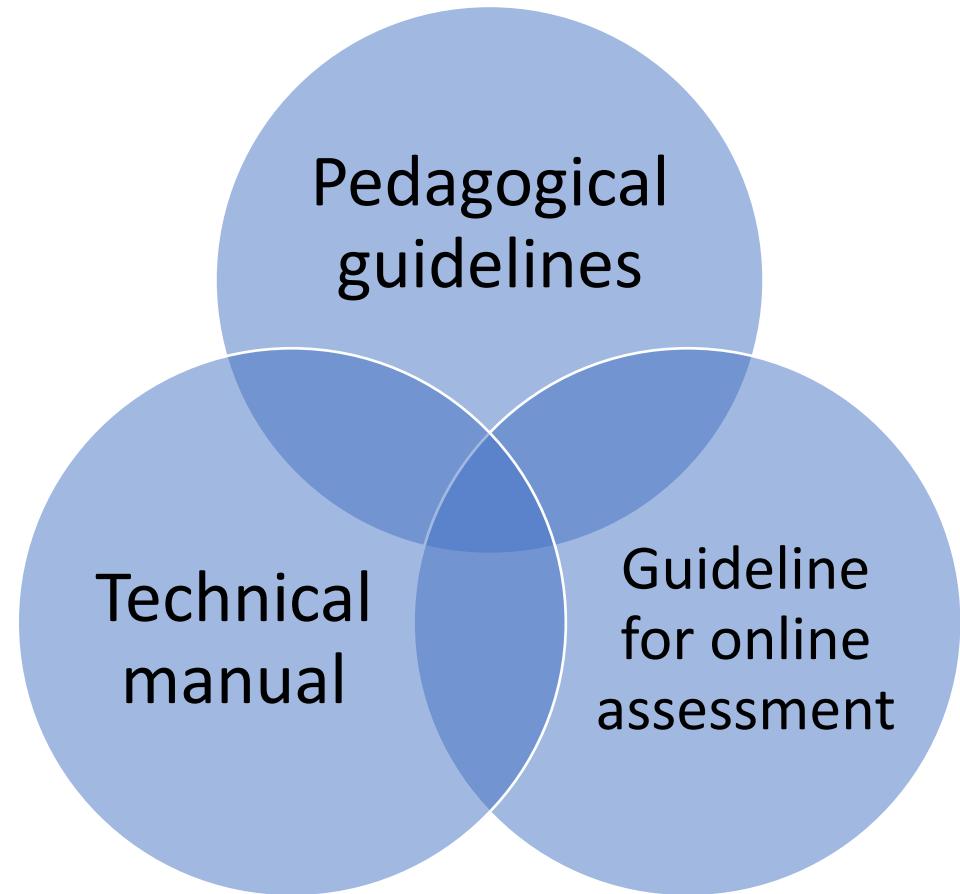 Pedagogical
guidelines
Technical
manual
Guideline
for online
assessment